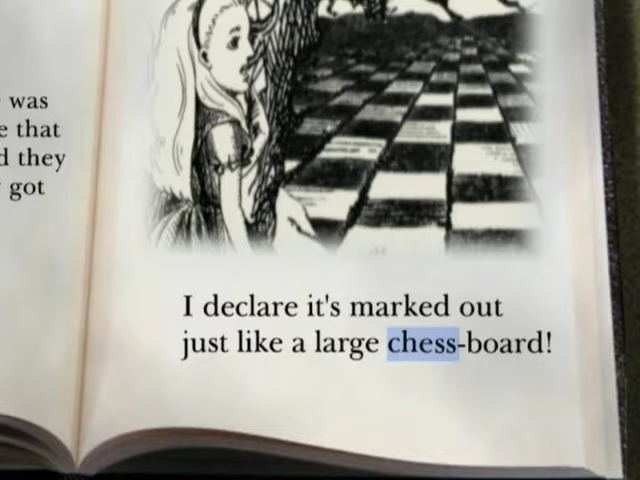 was
that
they
got
I declare it's marked out
just like a large chess-board!